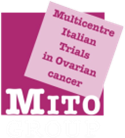 Multicentre
Italian
Trials
in Ovarian
cancer
MITO